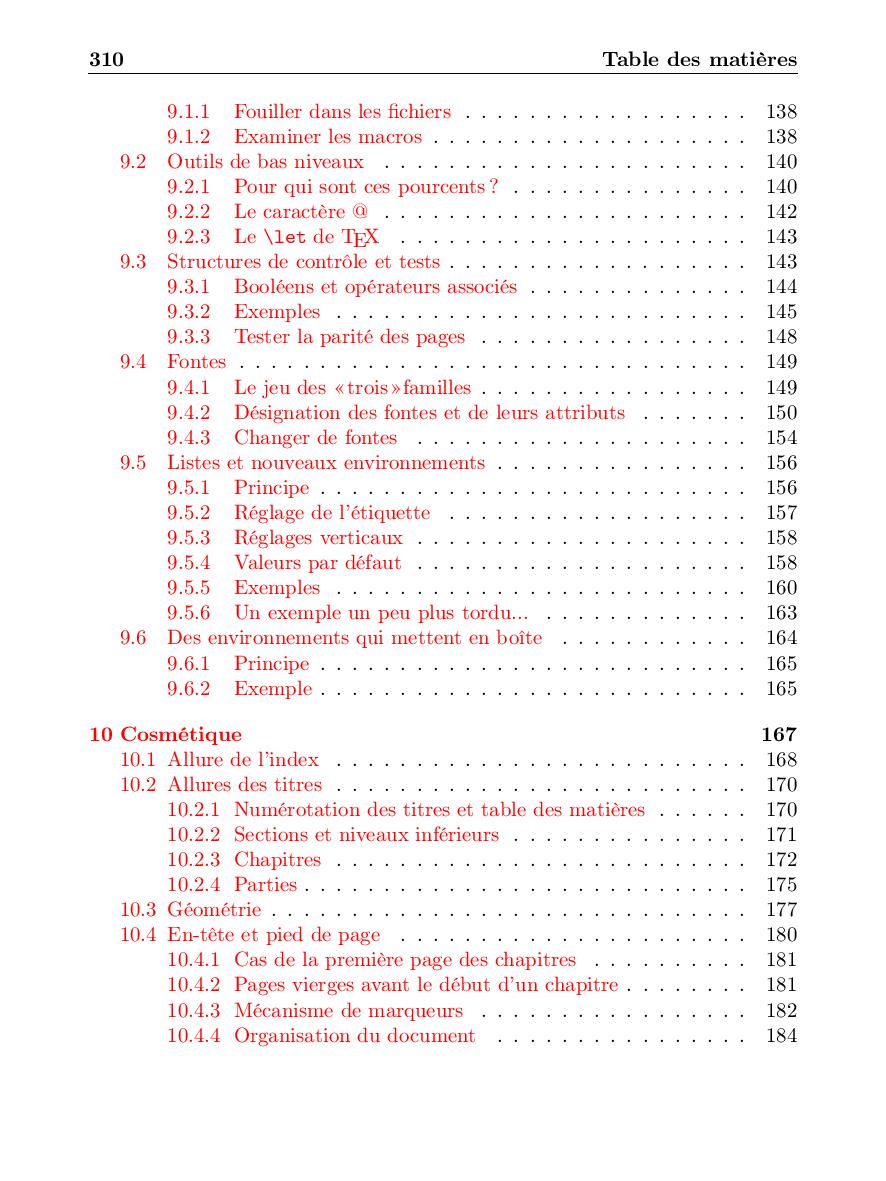 310 Table des matières
9.1.1 Fouiller dans les fichiers . . . . . . . . . . . . . . . . . . 138
9.1.2 Examiner les macros . . . . . . . . . . . . . . . . . . . . 138
9.2 Outils de bas niveaux . . . . . . . . . . . . . . . . . . . . . . . 140
9.2.1 Pour qui sont ces pourcents ? . . . . . . . . . . . . . . . 140
9.2.2 Le caractère @ . . . . . . . . . . . . . . . . . . . . . . . 142
9.2.3 Le \let de TEX . . . . . . . . . . . . . . . . . . . . . . 143
9.3 Structures de contrôle et tests . . . . . . . . . . . . . . . . . . . 143
9.3.1 Booléens et opérateurs associés . . . . . . . . . . . . . . 144
9.3.2 Exemples . . . . . . . . . . . . . . . . . . . . . . . . . . 145
9.3.3 Tester la parité des pages . . . . . . . . . . . . . . . . . 148
9.4 Fontes . . . . . . . . . . . . . . . . . . . . . . . . . . . . . . . . 149
9.4.1 Le jeu des «trois»familles . . . . . . . . . . . . . . . . . 149
9.4.2 Désignation des fontes et de leurs attributs . . . . . . . 150
9.4.3 Changer de fontes . . . . . . . . . . . . . . . . . . . . . 154
9.5 Listes et nouveaux environnements . . . . . . . . . . . . . . . . 156
9.5.1 Principe . . . . . . . . . . . . . . . . . . . . . . . . . . . 156
9.5.2 Réglage de l'étiquette . . . . . . . . . . . . . . . . . . . 157
9.5.3 Réglages verticaux . . . . . . . . . . . . . . . . . . . . . 158
9.5.4 Valeurs par défaut . . . . . . . . . . . . . . . . . . . . . 158
9.5.5 Exemples . . . . . . . . . . . . . . . . . . . . . . . . . . 160
9.5.6 Un exemple un peu plus tordu... . . . . . . . . . . . . . 163
9.6 Des environnements qui mettent en boîte . . . . . . . . . . . . 164
9.6.1 Principe . . . . . . . . . . . . . . . . . . . . . . . . . . . 165
9.6.2 Exemple . . . . . . . . . . . . . . . . . . . . . . . . . . . 165
10 Cosmétique 167
10.1 Allure de l'index . . . . . . . . . . . . . . . . . . . . . . . . . . 168
10.2 Allures des titres . . . . . . . . . . . . . . . . . . . . . . . . . . 170
10.2.1 Numérotation des titres et table des matières . . . . . . 170
10.2.2 Sections et niveaux inférieurs . . . . . . . . . . . . . . . 171
10.2.3 Chapitres . . . . . . . . . . . . . . . . . . . . . . . . . . 172
10.2.4 Parties . . . . . . . . . . . . . . . . . . . . . . . . . . . . 175
10.3 Géométrie . . . . . . . . . . . . . . . . . . . . . . . . . . . . . . 177
10.4 En-tête et pied de page . . . . . . . . . . . . . . . . . . . . . . 180
10.4.1 Cas de la première page des chapitres . . . . . . . . . . 181
10.4.2 Pages vierges avant le début d'un chapitre . . . . . . . . 181
10.4.3 Mécanisme de marqueurs . . . . . . . . . . . . . . . . . 182
10.4.4 Organisation du document . . . . . . . . . . . . . . . . 184